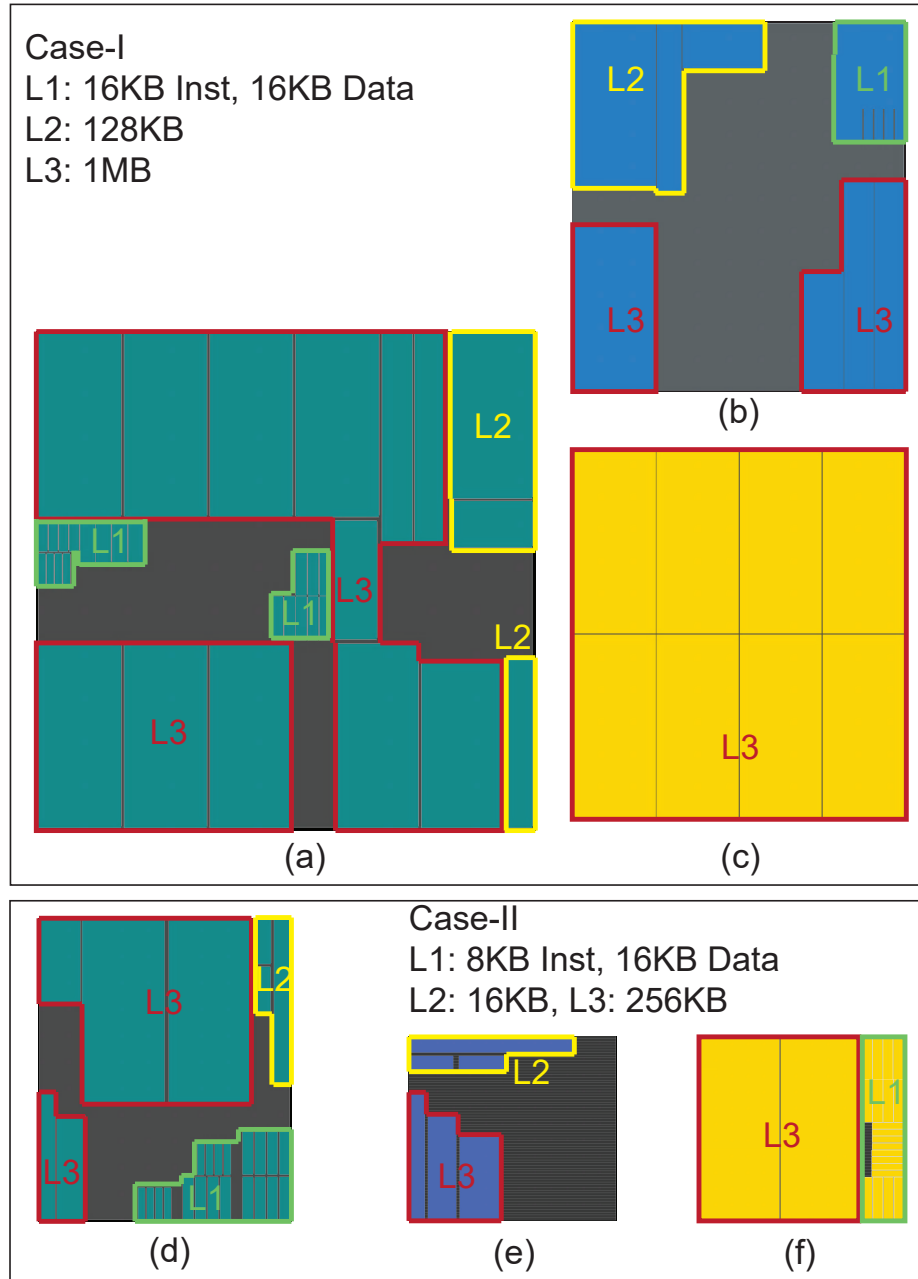 Case-I
L1: 16KB Inst, 16KB Data
L2: 128KB
L3: 1MB
L2
L1
L3
L3
(b)
L2
L1
L3
L1
L2
L3
(a)
L3
(c)
Case-II
L1: 8KB Inst, 16KB Data
L2: 16KB, L3: 256KB
L3
L2
L3
L1
(d)
L2
L3
(e)
L3
L1
(f)